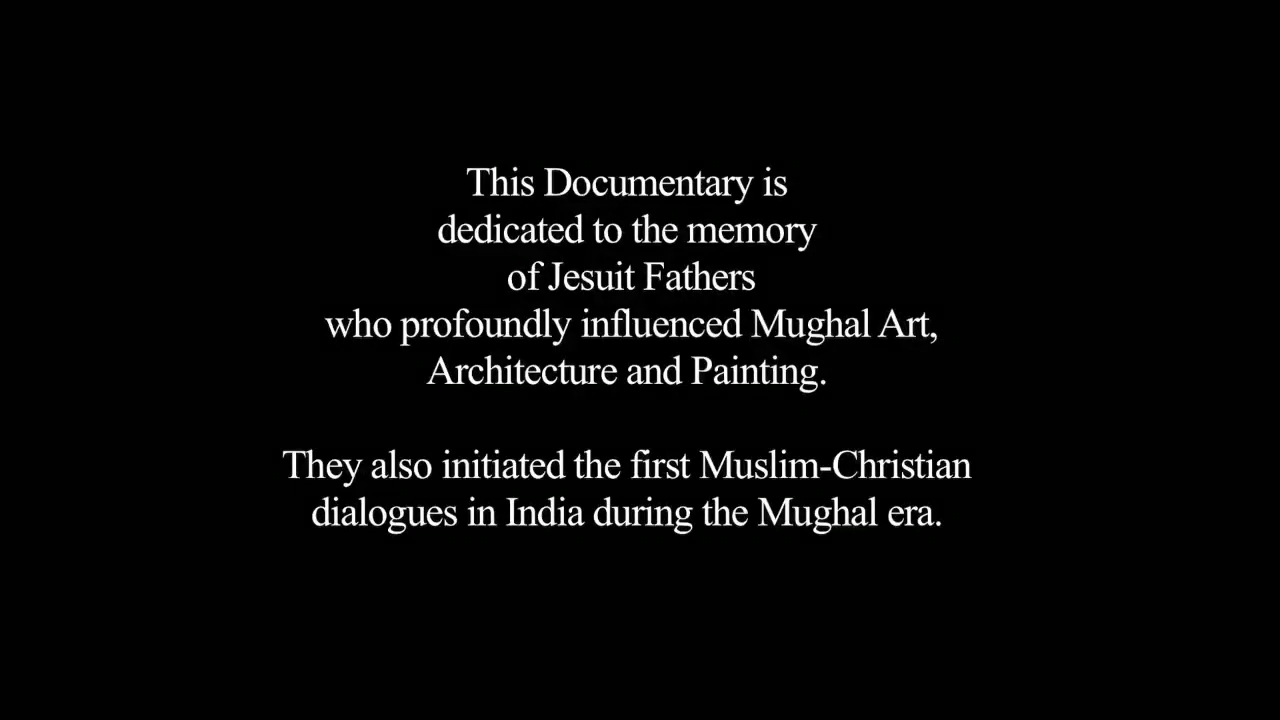 This Documentary is
dedicated to the memory
of Jesuit Fathers
who profoundly influenced Mughal Art,
Architecture and Painting.
They also initiated the first Muslim-Christian
dialogues in India during the Mughal era.